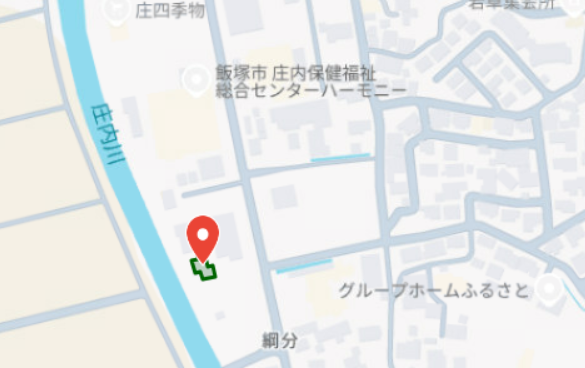 庄四季物
若草集会所
飯塚市 庄内保健福祉
総合センターハーモニー
庄内川
グループホームふるさと
綱分